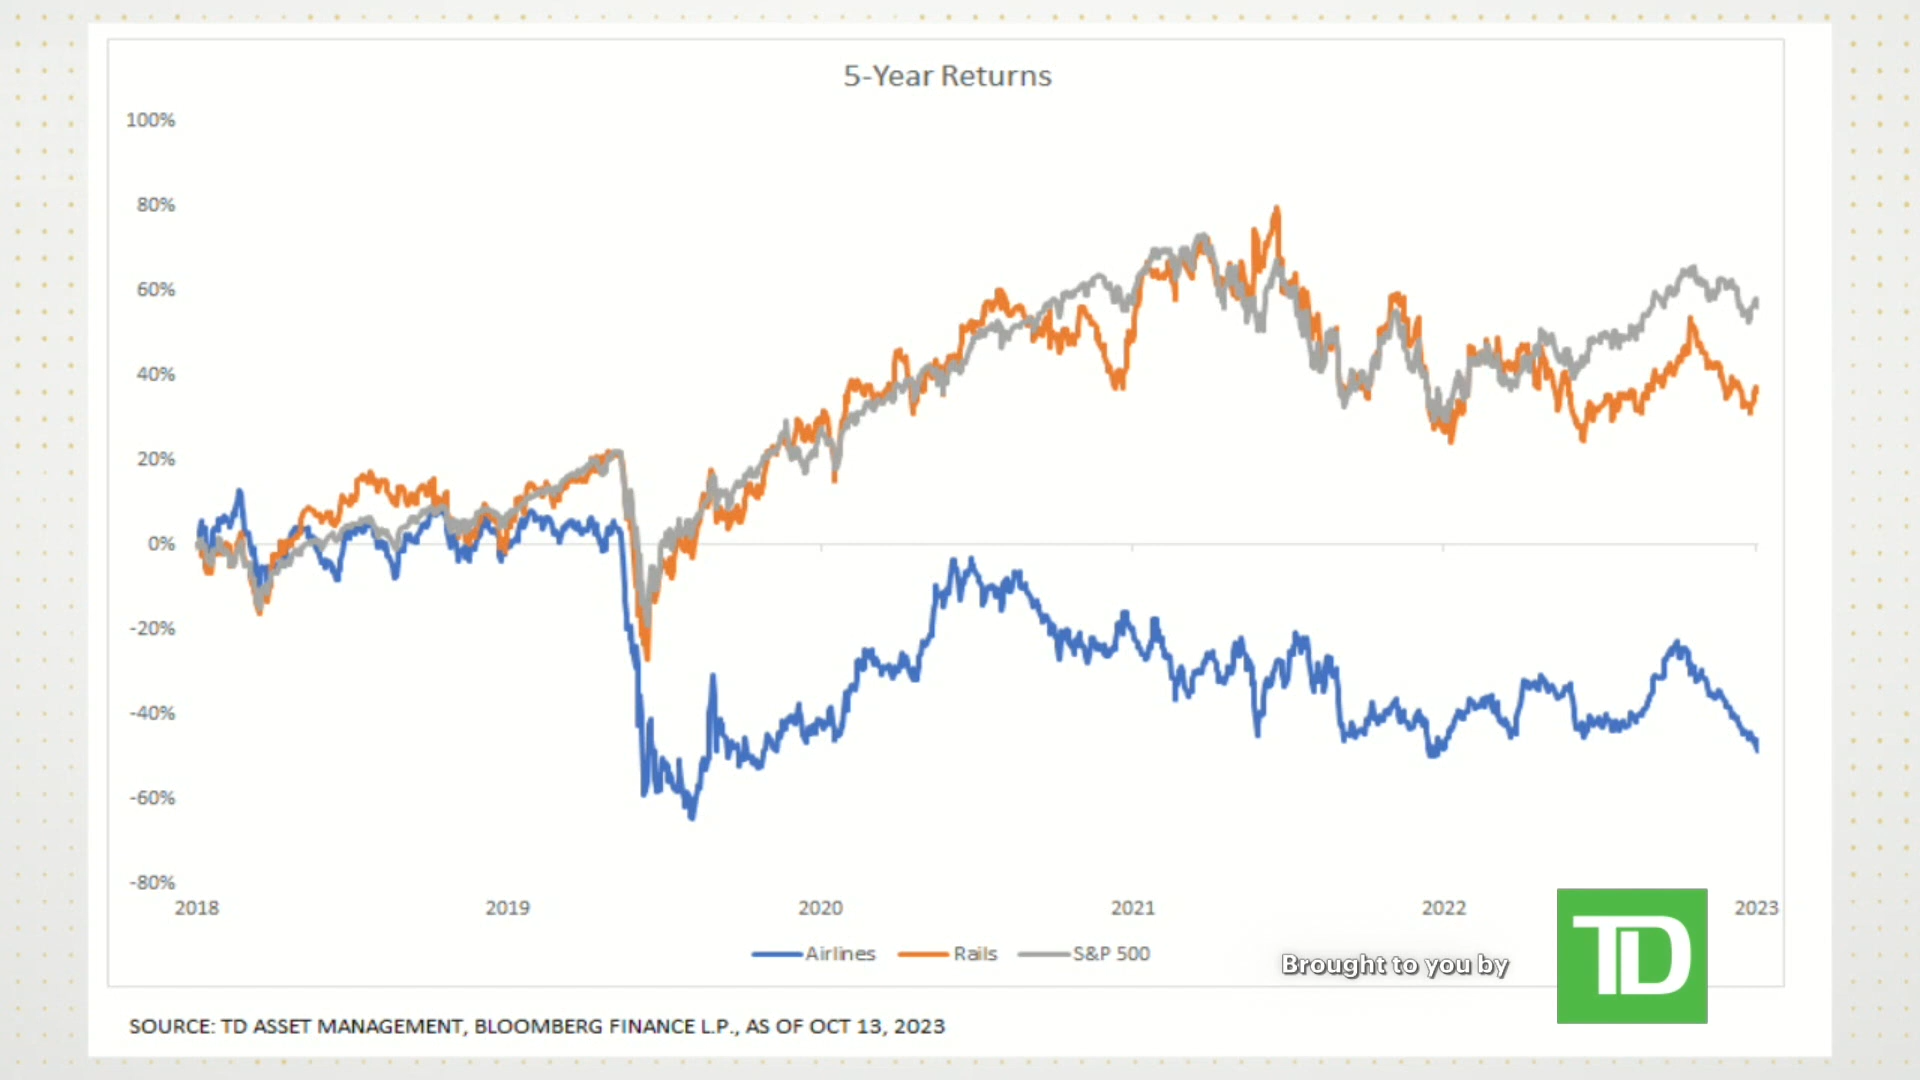 5-Year Returns
100%
80%
60%
40%
20%
0%
-20%
-40%
-60%
-80%
2018 2019 2020 2021 2022 2023
Airlines Rails S&P 500
Brought to you by
TD
SOURCE: TD ASSET MANAGEMENT, BLOOMBERG FINANCE L.P., AS OF OCT 13, 2023